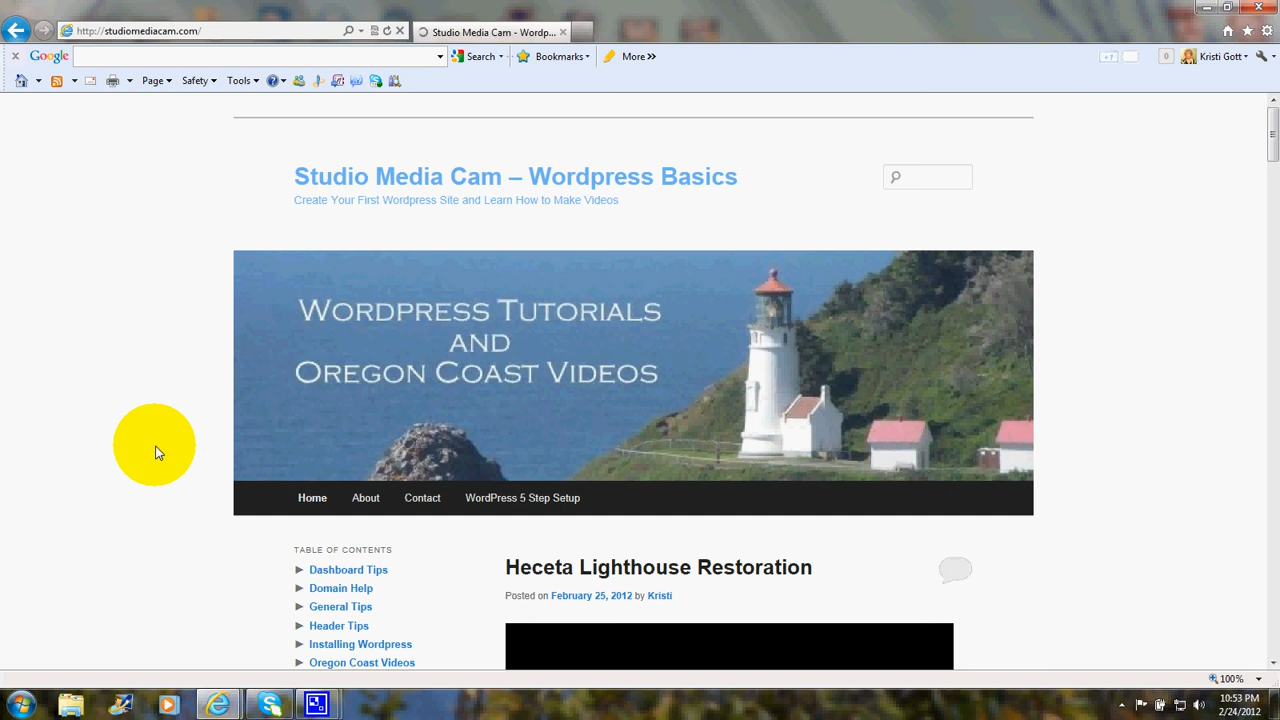 http://studiomediacam.com/
Studio Media Cam - Wordp...
Google
Search
Bookmarks
More »
+1
0
Kristi Gott
Page
Safety
Tools
Studio Media Cam – Wordpress Basics
Create Your First Wordpress Site and Learn How to Make Videos
Wordpress Tutorials
and
Oregon Coast Videos
Home
About
Contact
WordPress 5 Step Setup
TABLE OF CONTENTS
Dashboard Tips
Domain Help
General Tips
Header Tips
Installing Wordpress
Oregon Coast Videos
Heceta Lighthouse Restoration
Posted on February 25, 2012 by Kristi
100%
10:53 PM
2/24/2012